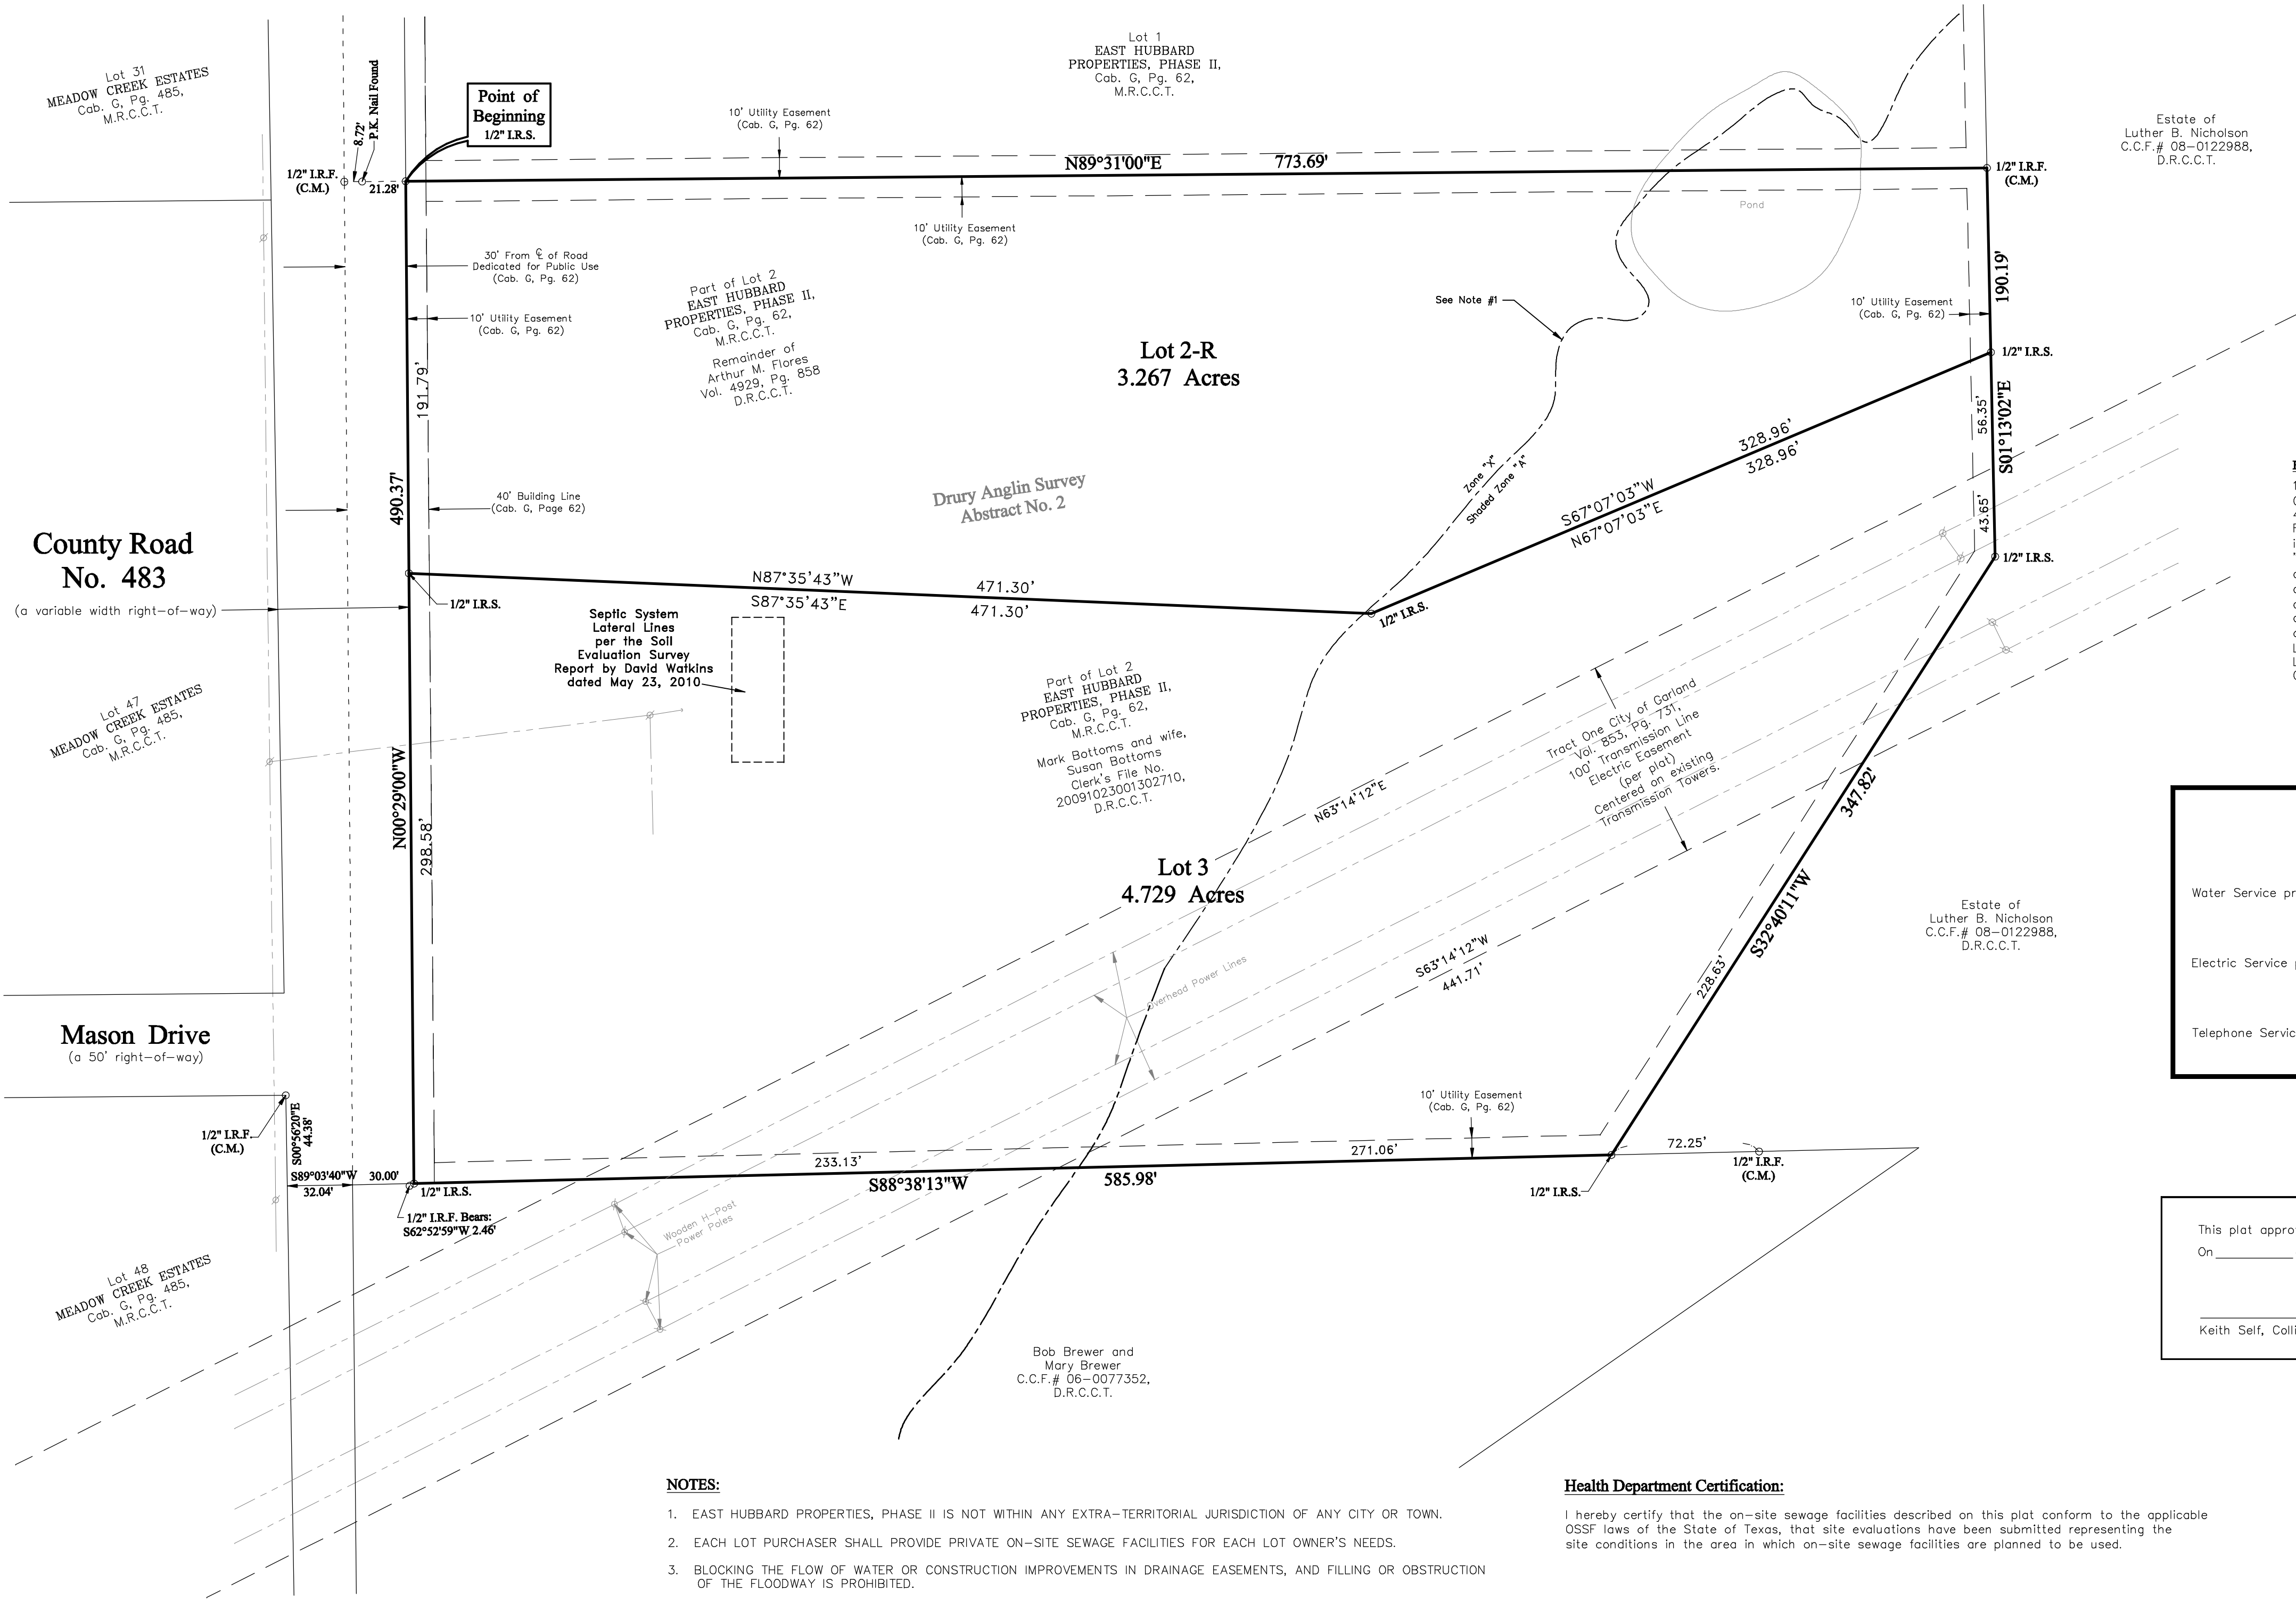 Lot 31
MEADOW CREEK ESTATES
Cab. G, Pg. 485,
M.R.C.C.T.
8.72'
P.K. Nail Found
1/2" I.R.F.
(C.M.)
21.28'
Point of
Beginning
1/2" I.R.S.
Lot 1
EAST HUBBARD
PROPERTIES, PHASE II,
Cab. G, Pg. 62,
M.R.C.C.T.
10' Utility Easement
(Cab. G, Pg. 62)
N89°31'00"E 773.69'
10' Utility Easement
(Cab. G, Pg. 62)
Pond
1/2" I.R.F.
(C.M.)
Estate of
Luther B. Nicholson
C.C.F.# 08-0122988,
D.R.C.C.T.
30' From ℄ of Road
Dedicated for Public Use
(Cab. G, Pg. 62)
10' Utility Easement
(Cab. G, Pg. 62)
Part of Lot 2
EAST HUBBARD
PROPERTIES, PHASE II,
Cab. G, Pg. 62,
M.R.C.C.T.
Remainder of
Arthur M. Flores
Vol. 4929, Pg. 858
D.R.C.C.T.
191.79'
490.37'
40' Building Line
(Cab. G, Page 62)
Lot 2-R
3.267 Acres
See Note #1
10' Utility Easement
(Cab. G, Pg. 62)
190.19'
1/2" I.R.S.
56.35'
S01°13'02"E
43.65'
1/2" I.R.S.
Drury Anglin Survey
Abstract No. 2
Zone "X"
Shaded Zone "A"
S67°07'03"W 328.96'
N67°07'03"E 328.96'
County Road
No. 483
(a variable width right-of-way)
1/2" I.R.S.
N87°35'43"W 471.30'
S87°35'43"E 471.30'
1/2" I.R.S.
Septic System
Lateral Lines
per the Soil
Evaluation Survey
Report by David Watkins
dated May 23, 2010
Lot 47
MEADOW CREEK ESTATES
Cab. G, Pg. 485,
M.R.C.C.T.
Part of Lot 2
EAST HUBBARD
PROPERTIES, PHASE II,
Cab. G, Pg. 62,
M.R.C.C.T.
Mark Bottoms and wife,
Susan Bottoms
Clerk's File No.
20091023001302710,
D.R.C.C.T.
Tract One City of Garland
Vol. 853, Pg. 731,
100' Transmission Line
Electric Easement
(per plat)
Centered on existing
Transmission Towers.
N63°14'12"E
N00°29'00"W
298.58'
347.82'
S32°40'11"W
228.63'
Lot 3
4.729 Acres
Overhead Power Lines
S63°14'12"W
441.71'
Estate of
Luther B. Nicholson
C.C.F.# 08-0122988,
D.R.C.C.T.
Water Service pr
Electric Service
Telephone Servic
Mason Drive
(a 50' right-of-way)
1/2" I.R.F.
(C.M.)
S00°56'20"E
44.38'
S89°03'40"W
32.04'
30.00'
1/2" I.R.S.
1/2" I.R.F. Bears:
S62°52'59"W 2.46'
233.13'
S88°38'13"W 585.98'
271.06'
10' Utility Easement
(Cab. G, Pg. 62)
1/2" I.R.S.
72.25'
1/2" I.R.F.
(C.M.)
Wooden H-Post
Power Poles
Lot 48
MEADOW CREEK ESTATES
Cab. G, Pg. 485,
M.R.C.C.T.
Bob Brewer and
Mary Brewer
C.C.F.# 06-0077352,
D.R.C.C.T.
This plat appro
On
Keith Self, Colli
NOTES:
1. EAST HUBBARD PROPERTIES, PHASE II IS NOT WITHIN ANY EXTRA-TERRITORIAL JURISDICTION OF ANY CITY OR TOWN.
2. EACH LOT PURCHASER SHALL PROVIDE PRIVATE ON-SITE SEWAGE FACILITIES FOR EACH LOT OWNER'S NEEDS.
3. BLOCKING THE FLOW OF WATER OR CONSTRUCTION IMPROVEMENTS IN DRAINAGE EASEMENTS, AND FILLING OR OBSTRUCTION
OF THE FLOODWAY IS PROHIBITED.
Health Department Certification:
I hereby certify that the on-site sewage facilities described on this plat conform to the applicable
OSSF laws of the State of Texas, that site evaluations have been submitted representing the
site conditions in the area in which on-site sewage facilities are planned to be used.